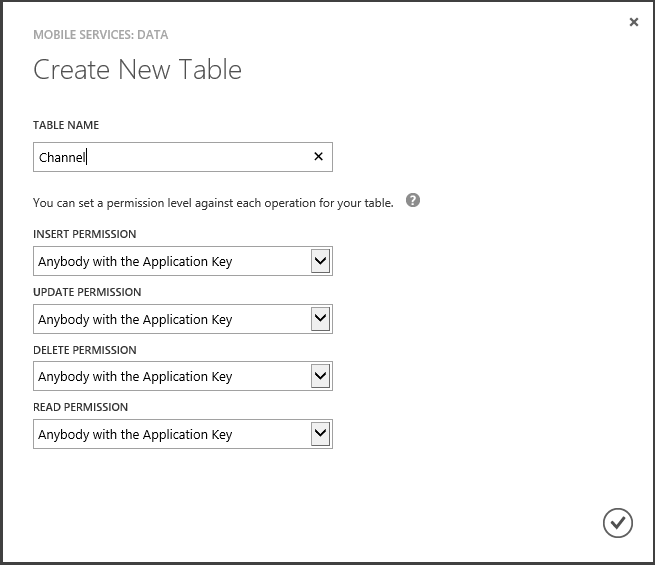 MOBILE SERVICES: DATA
Create New Table
TABLE NAME
Channel
You can set a permission level against each operation for your table. ?
INSERT PERMISSION
Anybody with the Application Key
UPDATE PERMISSION
Anybody with the Application Key
DELETE PERMISSION
Anybody with the Application Key
READ PERMISSION
Anybody with the Application Key